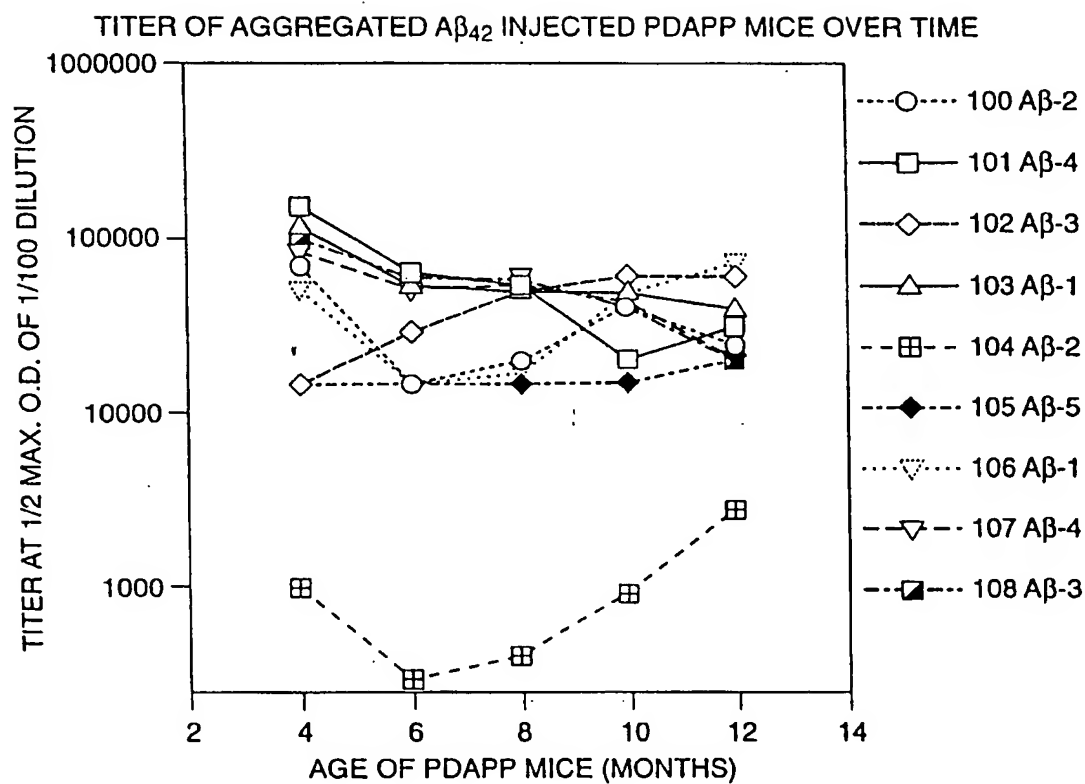 TITER OF AGGREGATED Aβ42 INJECTED PDAPP MICE OVER TIME
TITER AT 1/2 MAX. O.D. OF 1/100 DILUTION
1000000
100000
10000
1000
2 4 6 8 10 12 14
AGE OF PDAPP MICE (MONTHS)
100 Aβ-2
101 Aβ-4
102 Aβ-3
103 Aβ-1
104 Aβ-2
105 Aβ-5
106 Aβ-1
107 Aβ-4
108 Aβ-3